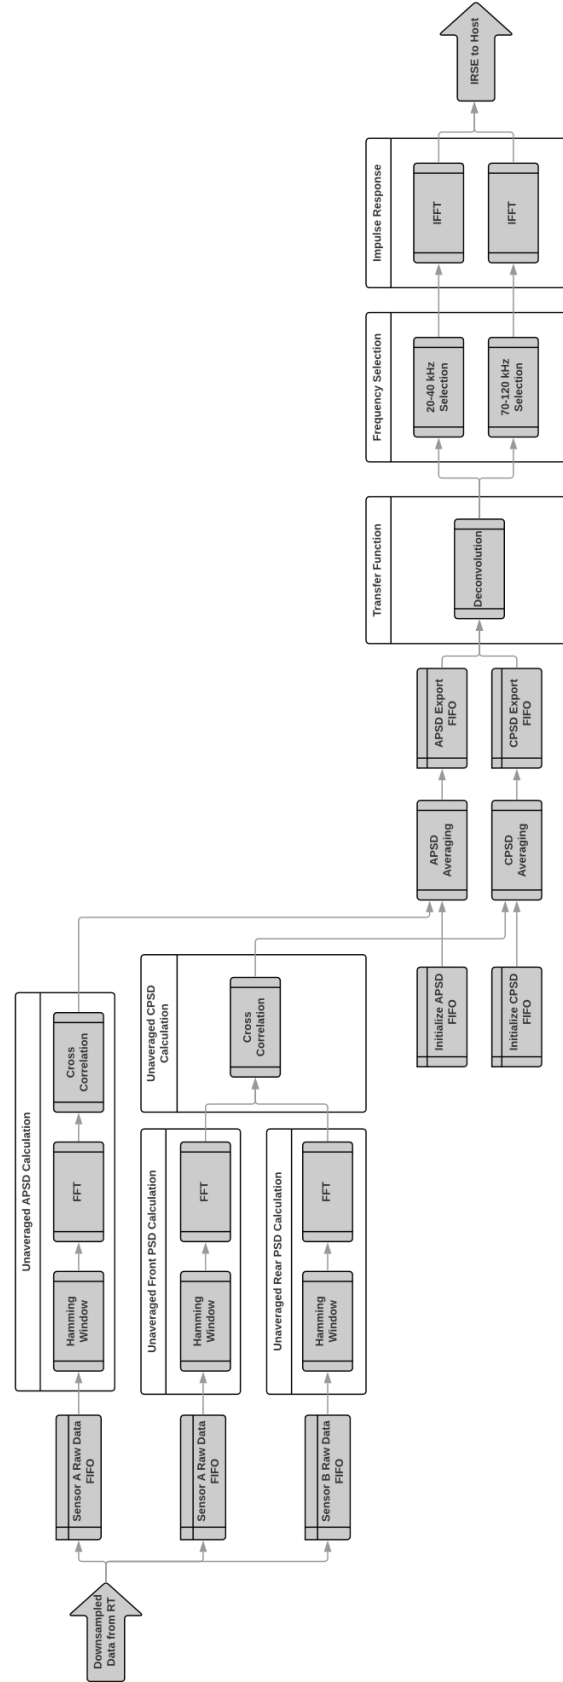 Downsampled
Data from RT
Sensor A Raw Data
FIFO
Sensor A Raw Data
FIFO
Sensor B Raw Data
FIFO
Unaveraged APSD Calculation
Hamming
Window
FFT
Cross
Correlation
Unaveraged Front PSD Calculation
Hamming
Window
FFT
Unaveraged Rear PSD Calculation
Hamming
Window
FFT
Unaveraged CPSD
Calculation
Cross
Correlation
Initialize APSD
FIFO
Initialize CPSD
FIFO
APSD
Averaging
CPSD
Averaging
APSD Export
FIFO
CPSD Export
FIFO
Transfer Function
Deconvolution
Frequency Selection
20-40 kHz
Selection
70-120 kHz
Selection
Impulse Response
IFFT
IFFT
IRSE to Host